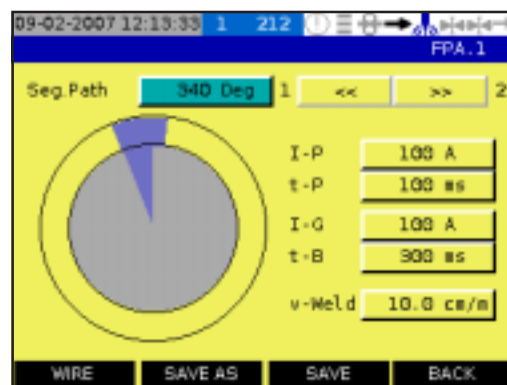 09-02-2007 12:13:33 1 212
FPA.1
Seg.Path 340 Deg 1 << >> 2
I-P 100 A
t-P 100 ms
I-G 100 A
t-B 300 ms
v-Weld 10.0 cm/m
WIRE SAVE AS SAVE BACK